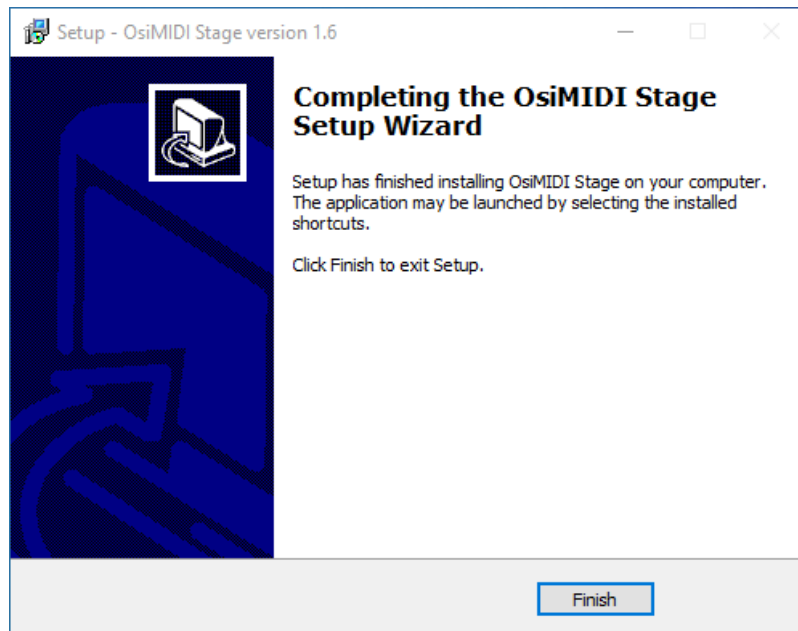 Setup - OsiMIDI Stage version 1.6
Completing the OsiMIDI Stage
Setup Wizard
Setup has finished installing OsiMIDI Stage on your computer.
The application may be launched by selecting the installed
shortcuts.
Click Finish to exit Setup.
Finish